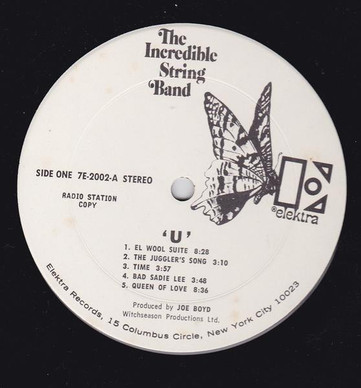 The
Incredible
String
Band
SIDE ONE 7E-2002-A STEREO
RADIO STATION
COPY
elektra
'U'
1. EL WOOL SUITE 8:28
2. THE JUGGLER'S SONG 3:10
3. TIME 3:57
4. BAD SADIE LEE 3:48
5. QUEEN OF LOVE 8:36
Produced by JOE BOYD
Witchseason Productions Ltd.
Elektra Records, 15 Columbus Circle, New York City 10023